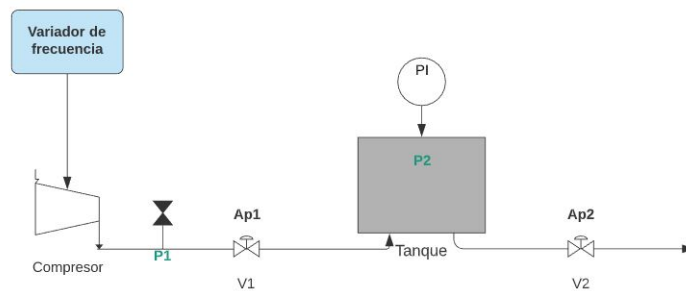 Variador de
frecuencia
PI
P2
Ap1
Ap2
P1
Tanque
Compresor
V1
V2